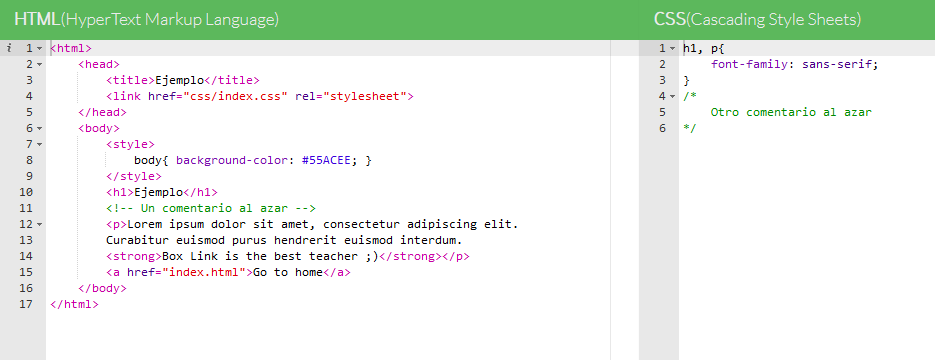 HTML(HyperText Markup Language)
i 1 <html>
2 <head>
3 <title>Ejemplo</title>
4 <link href="css/index.css" rel="stylesheet">
5 </head>
6 <body>
7 <style>
8 body{ background-color: #55ACEE; }
9 </style>
10 <h1>Ejemplo</h1>
11 <!-- Un comentario al azar -->
12 <p>Lorem ipsum dolor sit amet, consectetur adipiscing elit.
13 Curabitur euismod purus hendrerit euismod interdum.
14 <strong>Box Link is the best teacher ;)</strong></p>
15 <a href="index.html">Go to home</a>
16 </body>
17 </html>
CSS(Cascading Style Sheets)
1 h1, p{
2 font-family: sans-serif;
3 }
4 /*
5 Otro comentario al azar
6 */